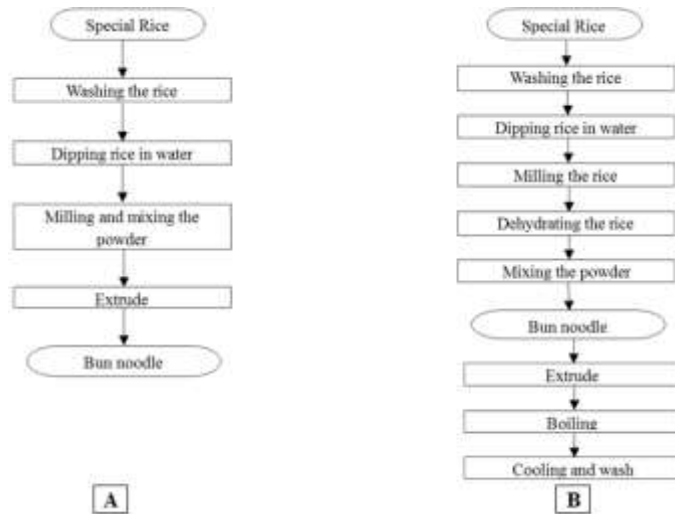 Special Rice
Washing the rice
Dipping rice in water
Milling and mixing the
powder
Extrude
Bun noodle
A
Special Rice
Washing the rice
Dipping rice in water
Milling the rice
Dehydrating the rice
Mixing the powder
Bun noodle
Extrude
Boiling
Cooling and wash
B